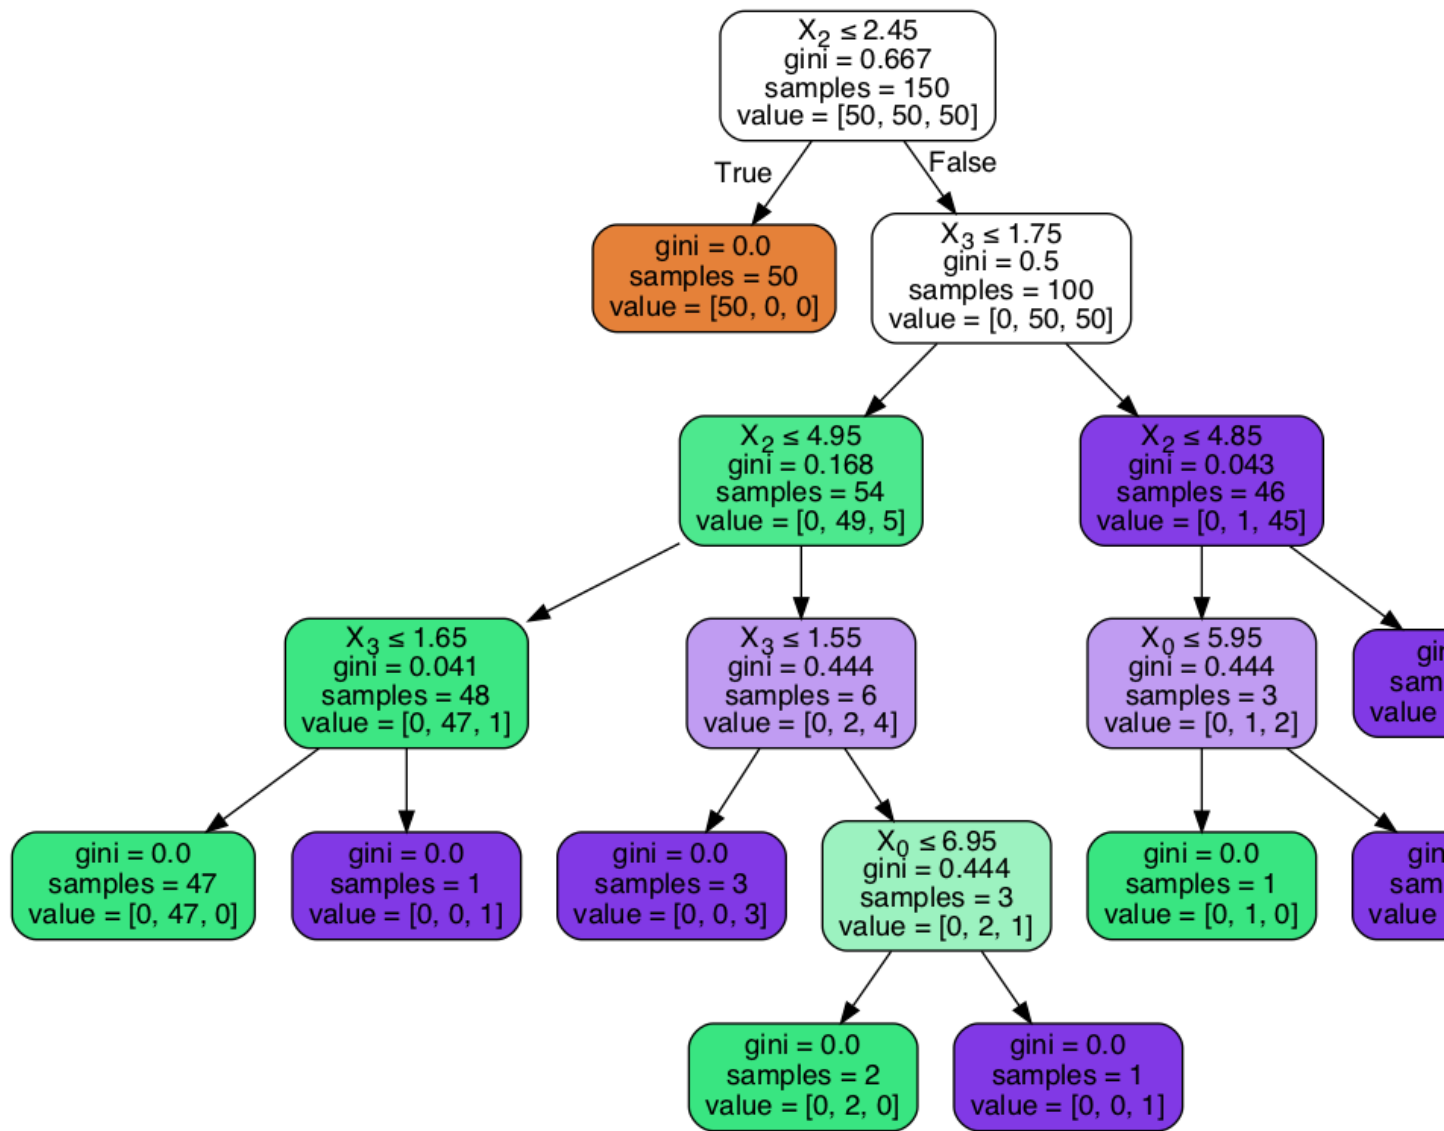 X₂ ≤ 2.45
gini = 0.667
samples = 150
value = [50, 50, 50]
True
False
gini = 0.0
samples = 50
value = [50, 0, 0]
X₃ ≤ 1.75
gini = 0.5
samples = 100
value = [0, 50, 50]
X₂ ≤ 4.95
gini = 0.168
samples = 54
value = [0, 49, 5]
X₂ ≤ 4.85
gini = 0.043
samples = 46
value = [0, 1, 45]
X₃ ≤ 1.65
gini = 0.041
samples = 48
value = [0, 47, 1]
X₃ ≤ 1.55
gini = 0.444
samples = 6
value = [0, 2, 4]
X₀ ≤ 5.95
gini = 0.444
samples = 3
value = [0, 1, 2]
value
gini = 0.0
samples = 47
value = [0, 47, 0]
gini = 0.0
samples = 1
value = [0, 0, 1]
gini = 0.0
samples = 3
value = [0, 0, 3]
X₀ ≤ 6.95
gini = 0.444
samples = 3
value = [0, 2, 1]
gini = 0.0
samples = 1
value = [0, 1, 0]
value
gini = 0.0
samples = 2
value = [0, 2, 0]
gini = 0.0
samples = 1
value = [0, 0, 1]